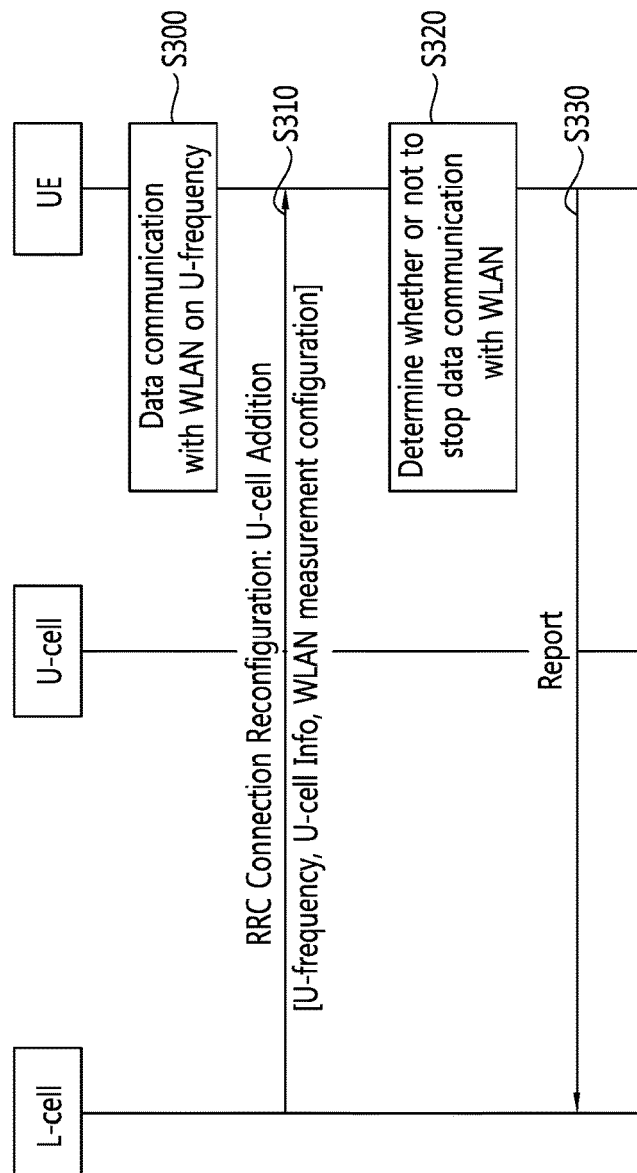 L-cell
U-cell
UE
Data communication
with WLAN on U-frequency
S300
RRC Connection Reconfiguration: U-cell Addition
[U-frequency, U-cell Info, WLAN measurement configuration]
S310
Determine whether or not to
stop data communication
with WLAN
S320
Report
S330